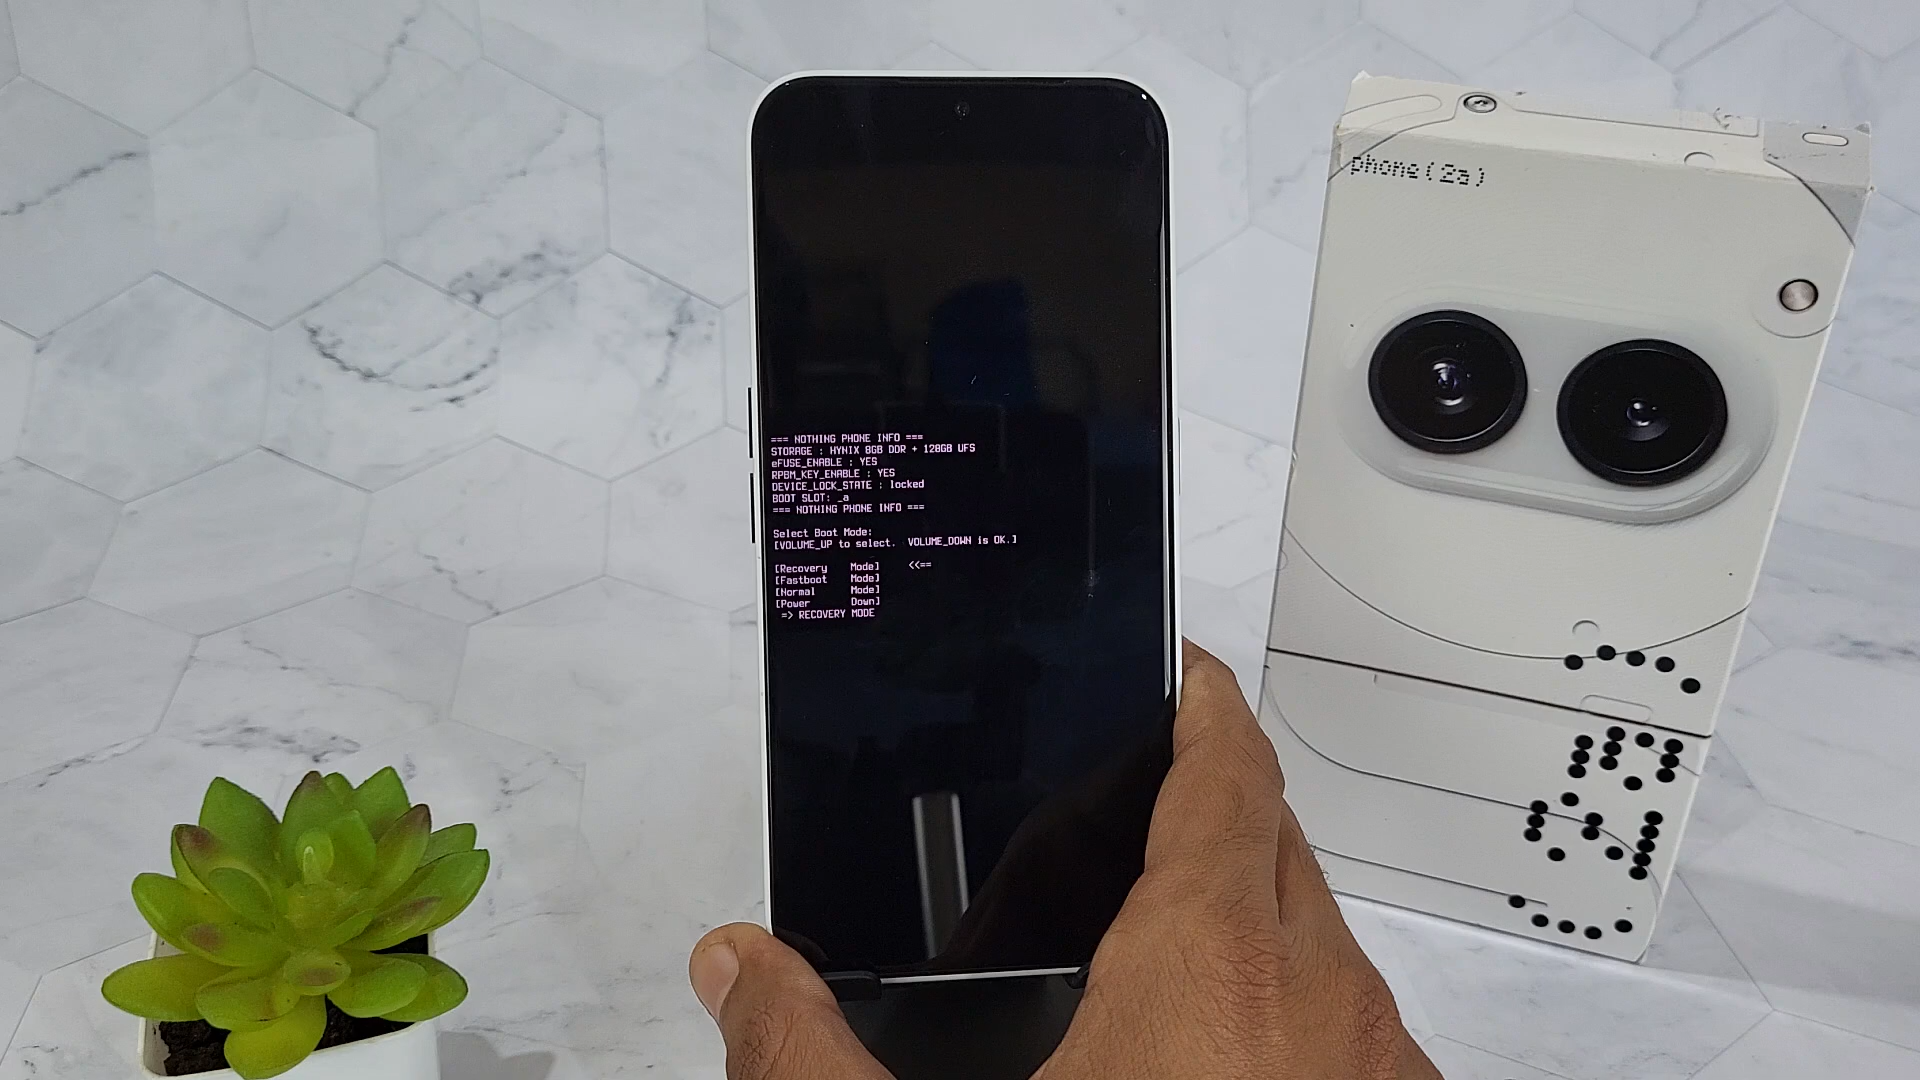 === NOTHING PHONE INFO ===
STORAGE : HYNIX 8GB DDR + 128GB UFS
eFUSE_ENABLE : YES
RPBM_KEY_ENABLE : YES
DEVICE_LOCK_STATE : locked
BOOT SLOT: _a
=== NOTHING PHONE INFO ===
Select Boot Mode:
[VOLUME_UP to select. VOLUME_DOWN is OK.]
[Recovery Mode] <<==
[Fastboot Mode]
[Normal Mode]
[Power Down]
=> RECOVERY MODE
phone(2a)